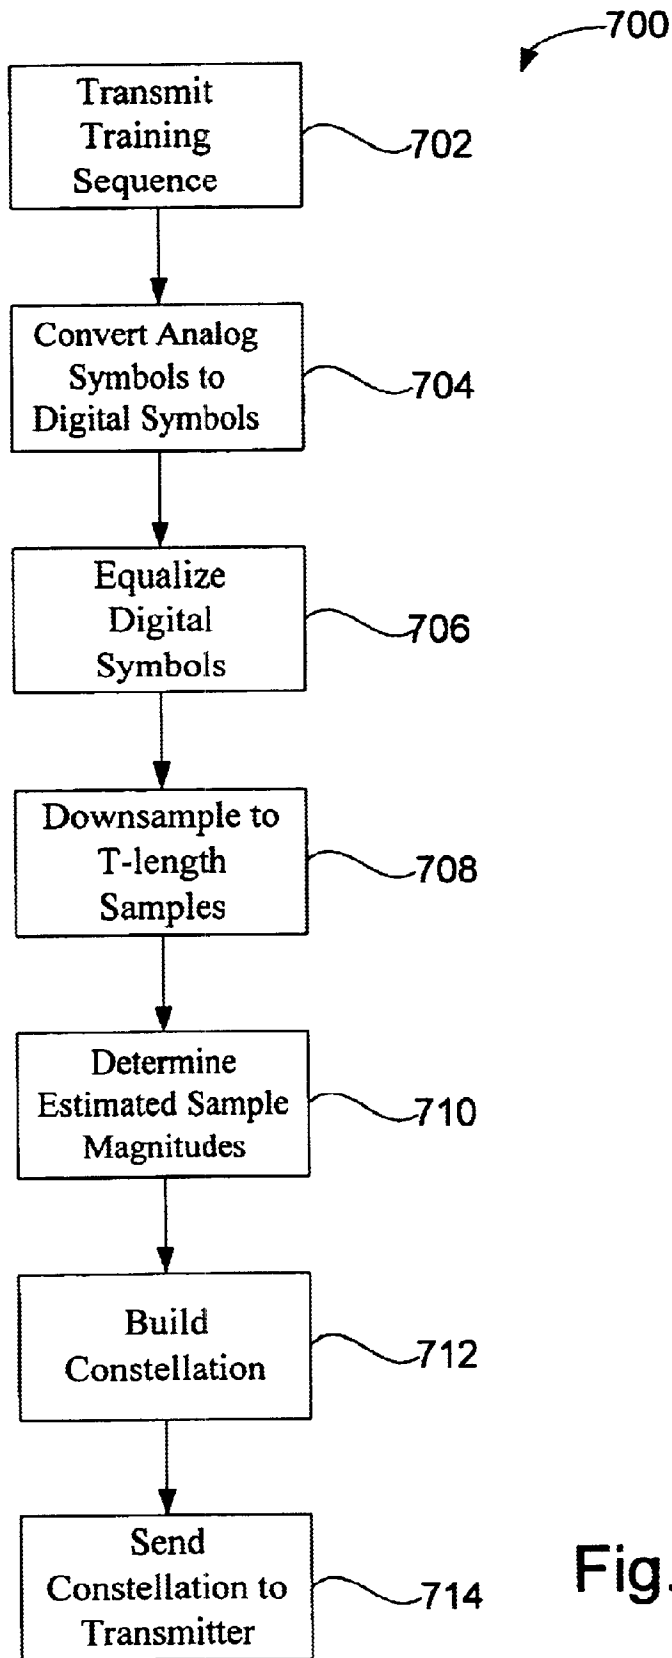 700
Transmit
Training
Sequence
702
Convert Analog
Symbols to
Digital Symbols
704
Equalize
Digital
Symbols
706
Downsample to
T-length
Samples
708
Determine
Estimated Sample
Magnitudes
710
Build
Constellation
712
Send
Constellation to
Transmitter
714
Fig.